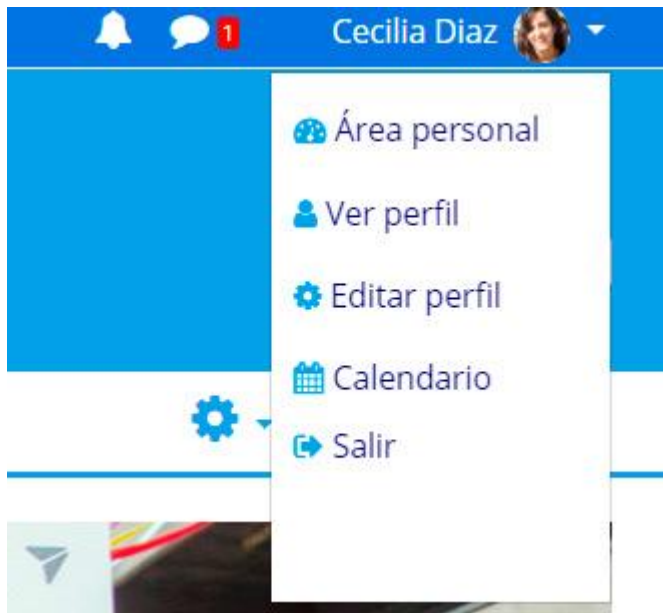 1
Cecilia Diaz
Área personal
Ver perfil
Editar perfil
Calendario
Salir